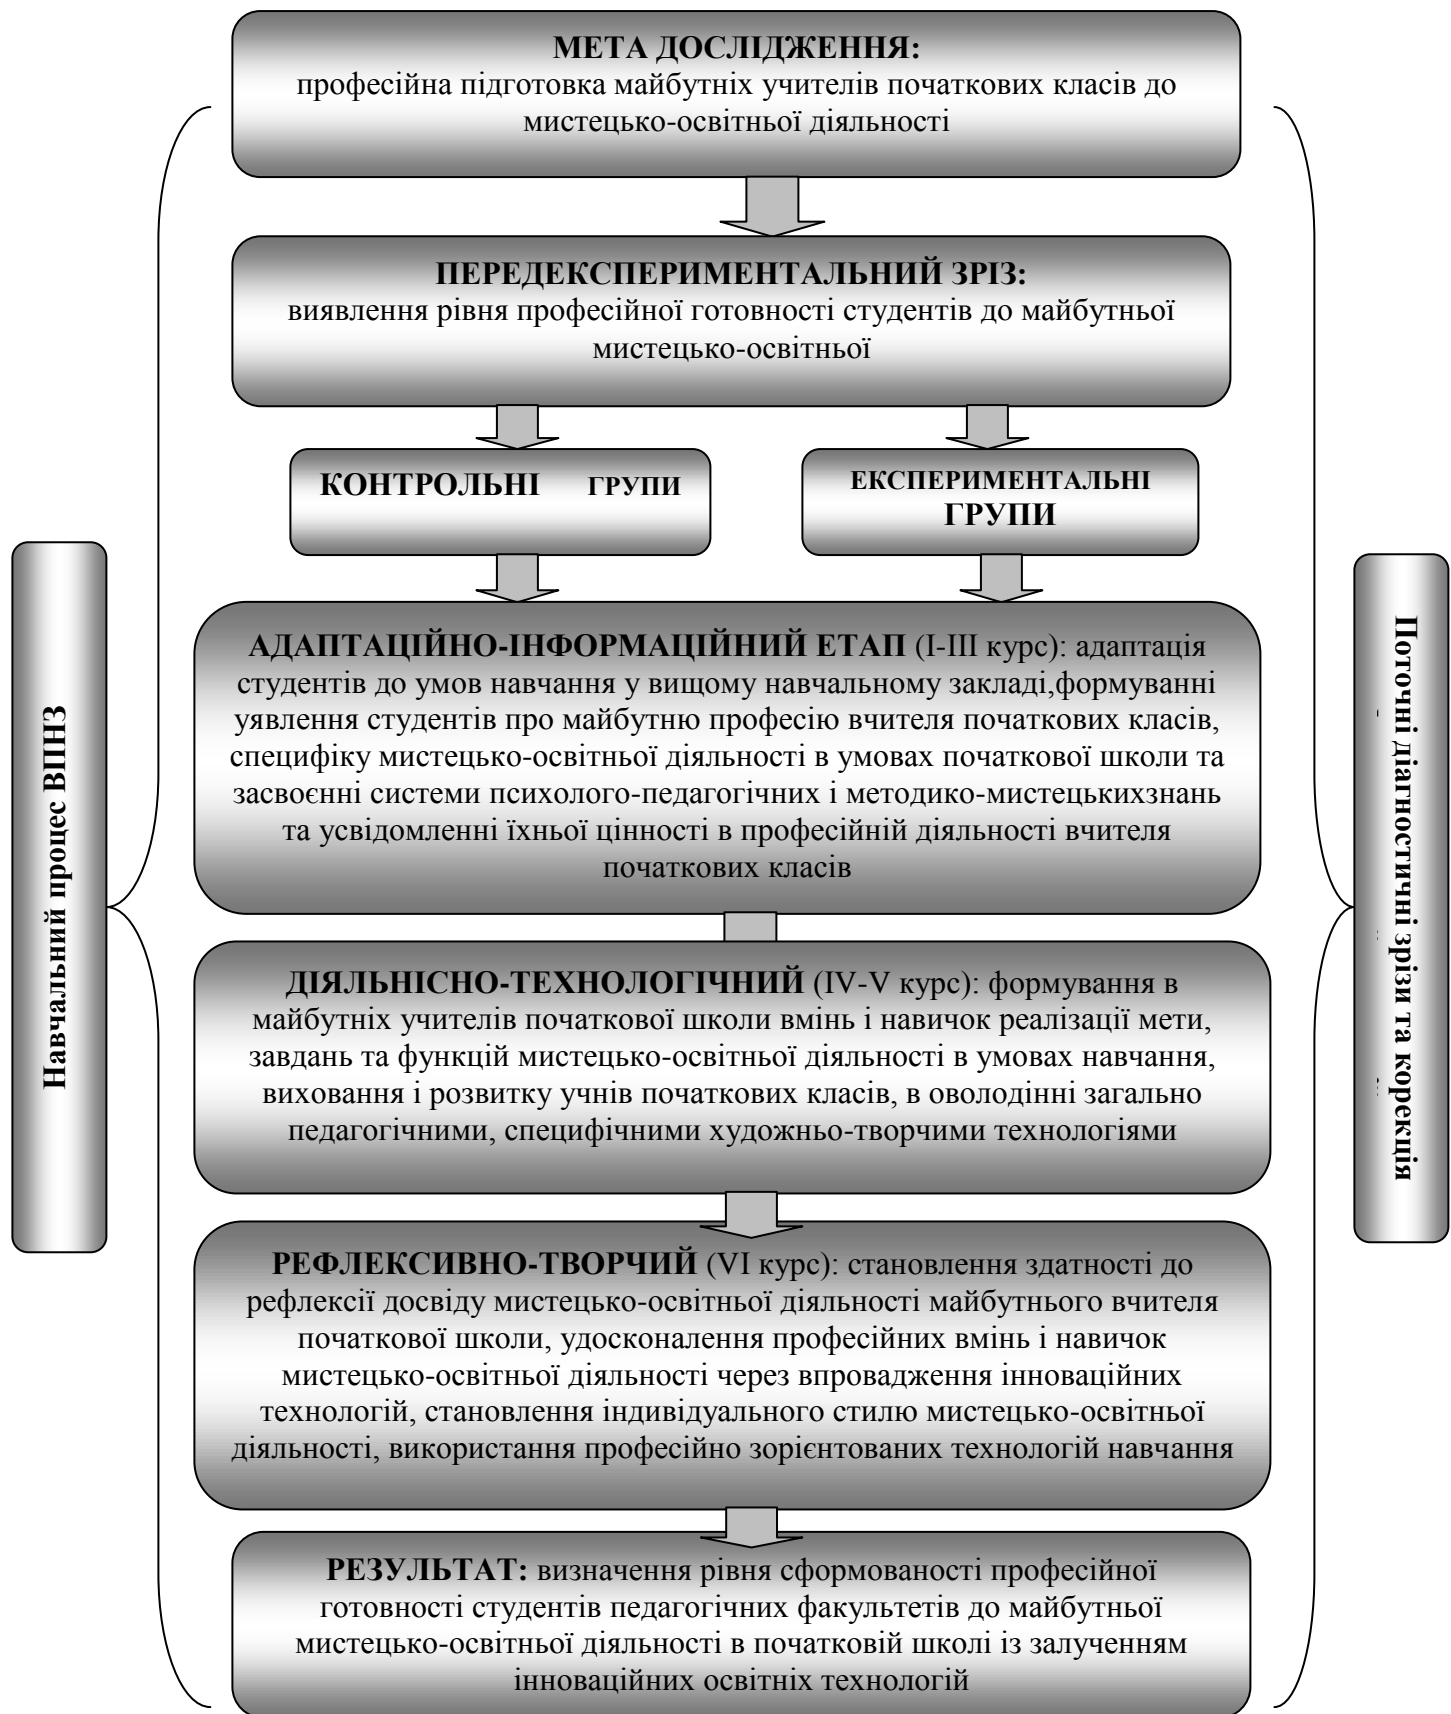 МЕТА ДОСЛІДЖЕННЯ:
професійна підготовка майбутніх учителів початкових класів до
мистецько-освітньої діяльності
ПЕРЕДЕКСПЕРИМЕНТАЛЬНИЙ ЗРІЗ:
виявлення рівня професійної готовності студентів до майбутньої
мистецько-освітньої
КОНТРОЛЬНІ ГРУПИ
ЕКСПЕРИМЕНТАЛЬНІ
ГРУПИ
Навчальний процес ВПНЗ
Поточні діагностичні зрізи та корекція
АДАПТАЦІЙНО-ІНФОРМАЦІЙНИЙ ЕТАП (І-ІІІ курс): адаптація
студентів до умов навчання у вищому навчальному закладі,формуванні
уявлення студентів про майбутню професію вчителя початкових класів,
специфіку мистецько-освітньої діяльності в умовах початкової школи та
засвоєнні системи психолого-педагогічних і методико-мистецькихзнань
та усвідомленні їхньої цінності в професійній діяльності вчителя
початкових класів
ДІЯЛЬНІСНО-ТЕХНОЛОГІЧНИЙ (IV-V курс): формування в
майбутніх учителів початкової школи вмінь і навичок реалізації мети,
завдань та функцій мистецько-освітньої діяльності в умовах навчання,
виховання і розвитку учнів початкових класів, в оволодінні загально
педагогічними, специфічними художньо-творчими технологіями
РЕФЛЕКСИВНО-ТВОРЧИЙ (VI курс): становлення здатності до
рефлексії досвіду мистецько-освітньої діяльності майбутнього вчителя
початкової школи, удосконалення професійних вмінь і навичок
мистецько-освітньої діяльності через впровадження інноваційних
технологій, становлення індивідуального стилю мистецько-освітньої
діяльності, використання професійно зорієнтованих технологій навчання
РЕЗУЛЬТАТ: визначення рівня сформованості професійної
готовності студентів педагогічних факультетів до майбутньої
мистецько-освітньої діяльності в початковій школі із залученням
інноваційних освітніх технологій